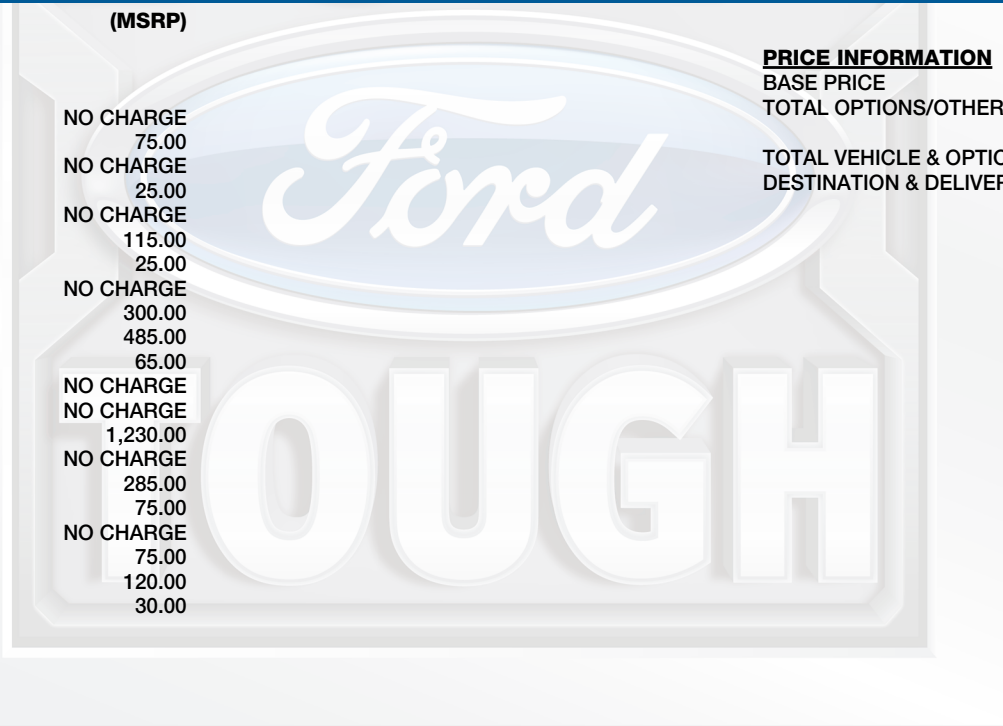 (MSRP)
NO CHARGE
75.00
NO CHARGE
25.00
NO CHARGE
115.00
25.00
NO CHARGE
300.00
485.00
65.00
NO CHARGE
NO CHARGE
1,230.00
NO CHARGE
285.00
75.00
NO CHARGE
75.00
120.00
30.00
PRICE INFORMATION
BASE PRICE
TOTAL OPTIONS/OTHER
TOTAL VEHICLE & OPTIO
DESTINATION & DELIVER
Ford
TOUGH